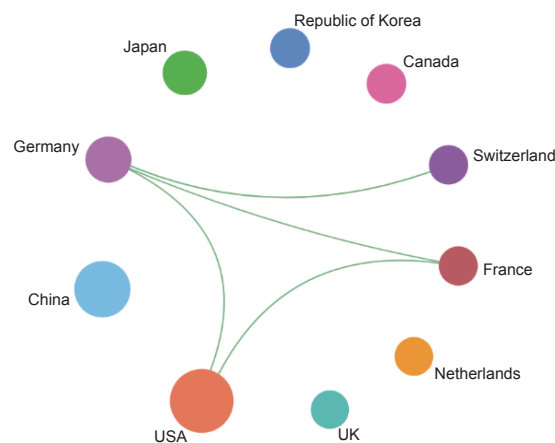 Republic of Korea
Japan
Canada
Germany
Switzerland
France
China
Netherlands
USA
UK